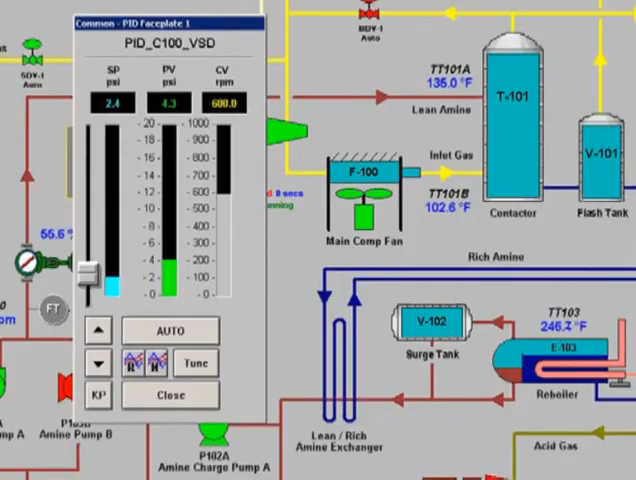 Common - PID Faceplate 1
PID_C100_VSD
SP
psi
PV
psi
CV
rpm
2.4
4.3
600.0
- 20 - 1000
- 18 - 900
- 16 - 800
- 14 - 700
- 12 - 600
- 10 - 500
- 8 - 400
- 6 - 300
- 4 - 200
- 2 - 100
- 0 - 0
AUTO
R
H
Tune
KP
Close
SDV-1
Auto
BDV-1
Auto
TT101A
135.0 °F
Lean Amine
T-101
Contactor
V-101
Flash Tank
Inlet Gas
F-100
TT101B
102.6 °F
Main Comp Fan
0 secs
55.6
FT
Rich Amine
V-102
Surge Tank
TT103
246.7 °F
E-103
Reboiler
Lean / Rich
Amine Exchanger
Amine Pump B
P102A
Amine Charge Pump A
Acid Gas